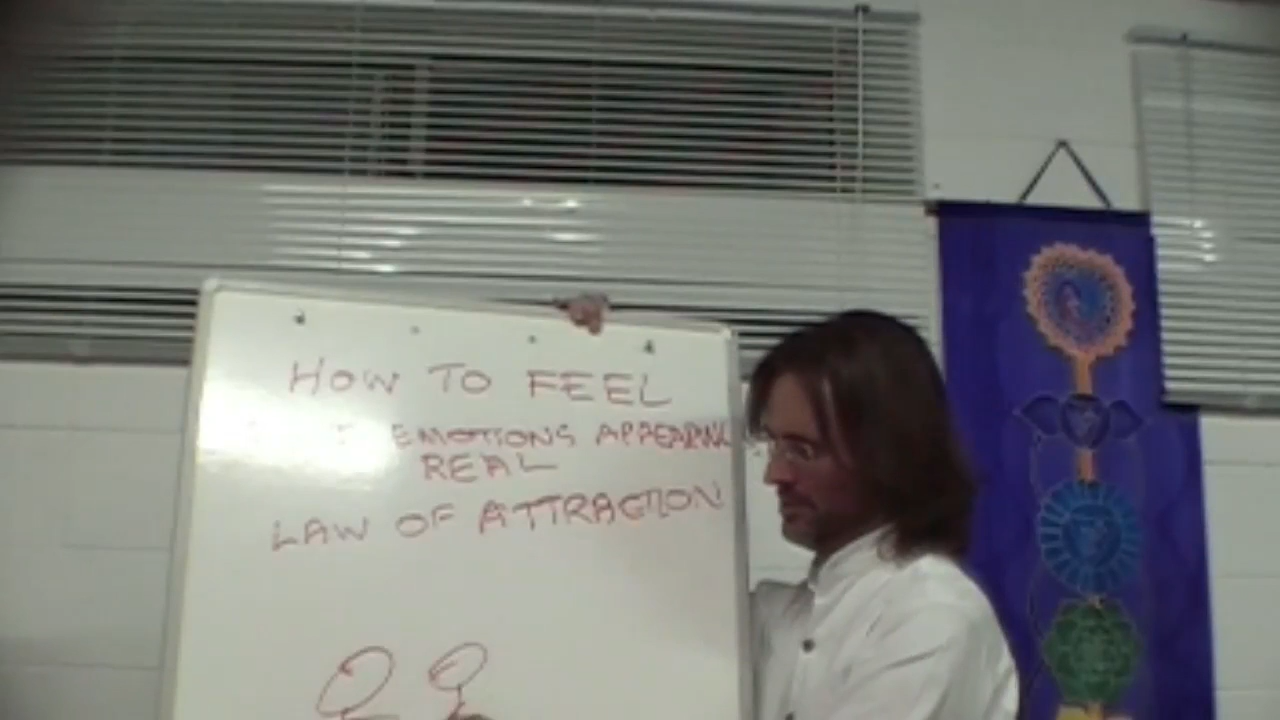 HOW TO FEEL
EMOTIONS APPEARING
REAL
LAW OF ATTRACTION